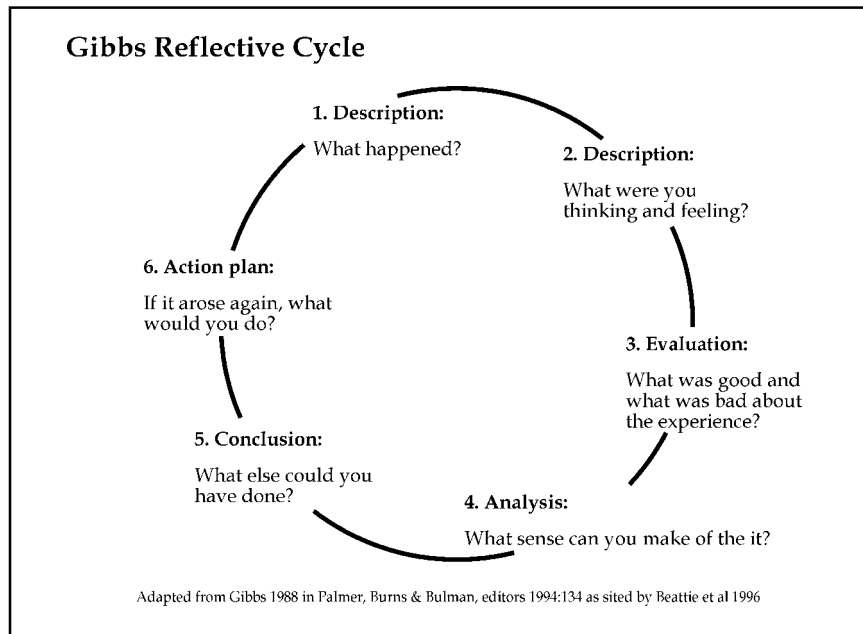 Gibbs Reflective Cycle
1. Description:
What happened?
2. Description:
What were you
thinking and feeling?
3. Evaluation:
What was good and
what was bad about
the experience?
4. Analysis:
What sense can you make of the it?
5. Conclusion:
What else could you
have done?
6. Action plan:
If it arose again, what
would you do?
Adapted from Gibbs 1988 in Palmer, Burns & Bulman, editors 1994:134 as sited by Beattie et al 1996